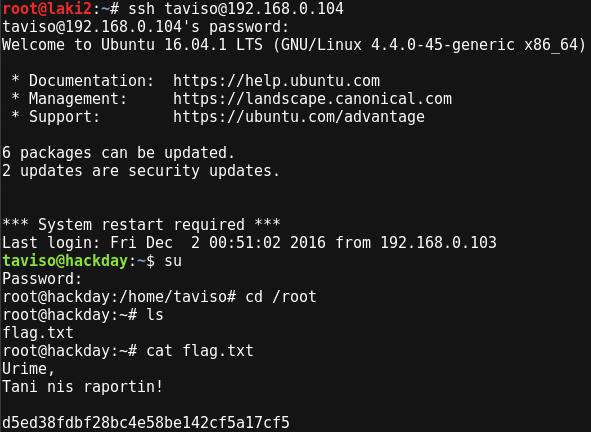 root@laki2:~# ssh taviso@192.168.0.104
taviso@192.168.0.104's password:
Welcome to Ubuntu 16.04.1 LTS (GNU/Linux 4.4.0-45-generic x86_64)
* Documentation:  https://help.ubuntu.com
* Management:     https://landscape.canonical.com
* Support:        https://ubuntu.com/advantage
6 packages can be updated.
2 updates are security updates.
*** System restart required ***
Last login: Fri Dec  2 00:51:02 2016 from 192.168.0.103
taviso@hackday:~$ su
Password:
root@hackday:/home/taviso# cd /root
root@hackday:~# ls
flag.txt
root@hackday:~# cat flag.txt
Urime,
Tani nis raportin!
d5ed38fdbf28bc4e58be142cf5a17cf5